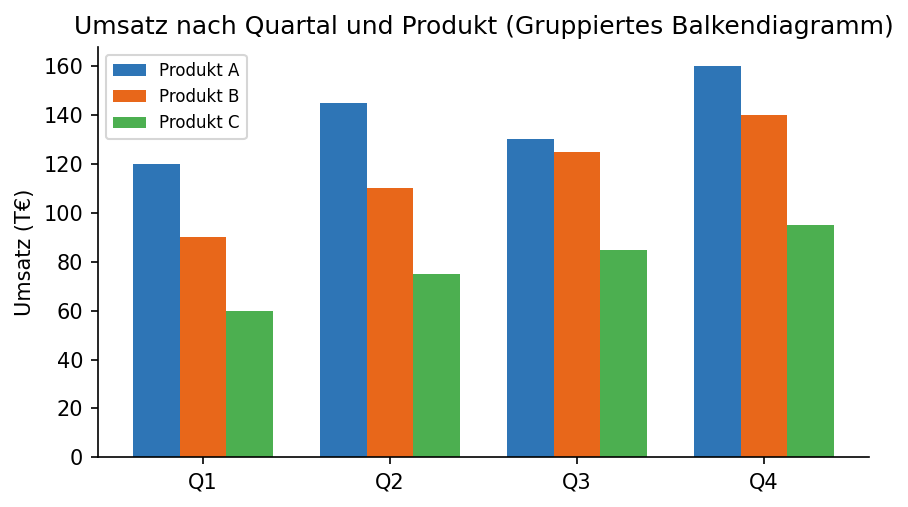 Umsatz nach Quartal und Produkt (Gruppiertes Balkendiagramm)
Produkt A
Produkt B
Produkt C
Umsatz (T€)
160
140
120
100
80
60
40
20
0
Q1 Q2 Q3 Q4